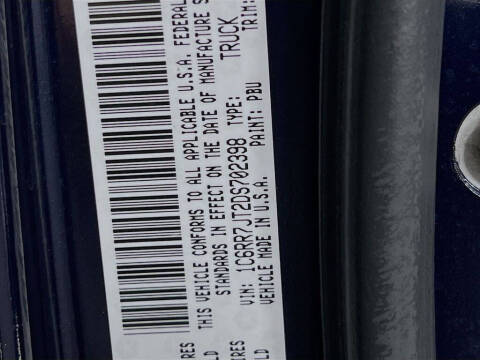 THIS VEHICLE CONFORMS TO ALL APPLICABLE U.S.A. FEDERAL
STANDARDS IN EFFECT ON THE DATE OF MANUFACTURE S
VIN: 1C6RR7JT2DS702398 TYPE: TRUCK
VEHICLE MADE IN U.S.A. PAINT: PBU TRIM: